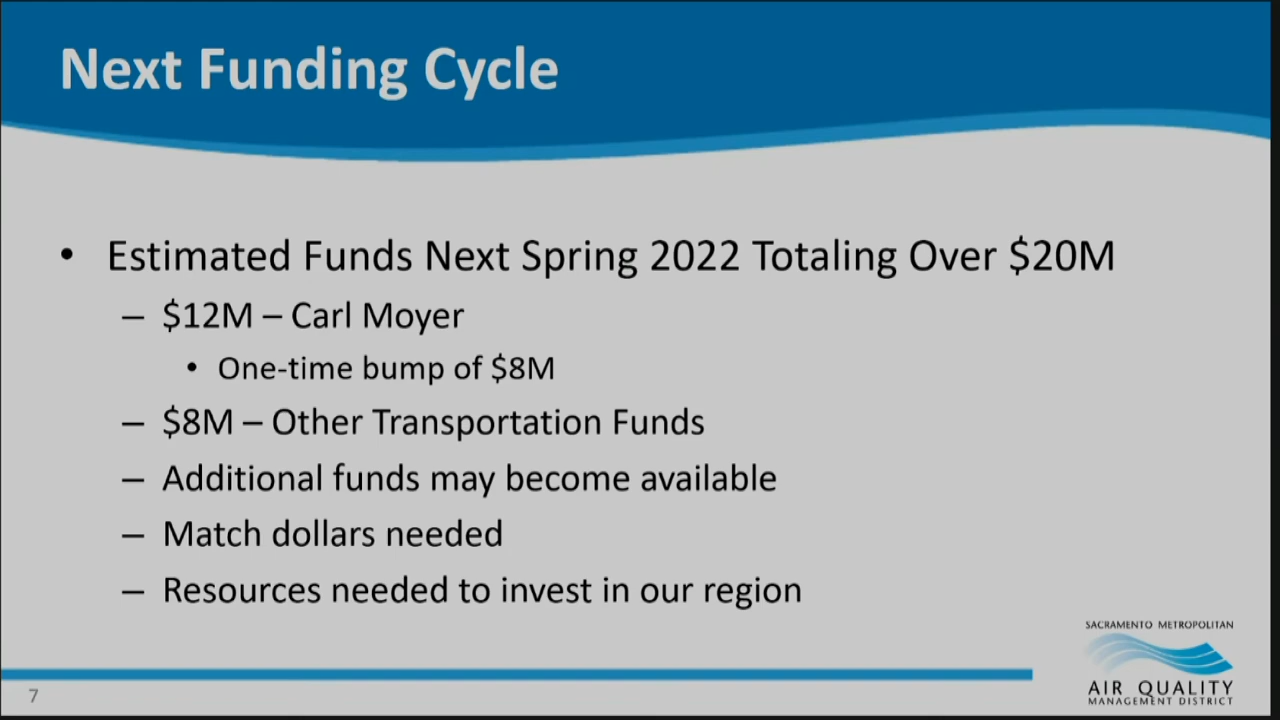 Next Funding Cycle
• Estimated Funds Next Spring 2022 Totaling Over $20M
– $12M – Carl Moyer
• One-time bump of $8M
– $8M – Other Transportation Funds
– Additional funds may become available
– Match dollars needed
– Resources needed to invest in our region
SACRAMENTO METROPOLITAN
AIR QUALITY
MANAGEMENT DISTRICT
7